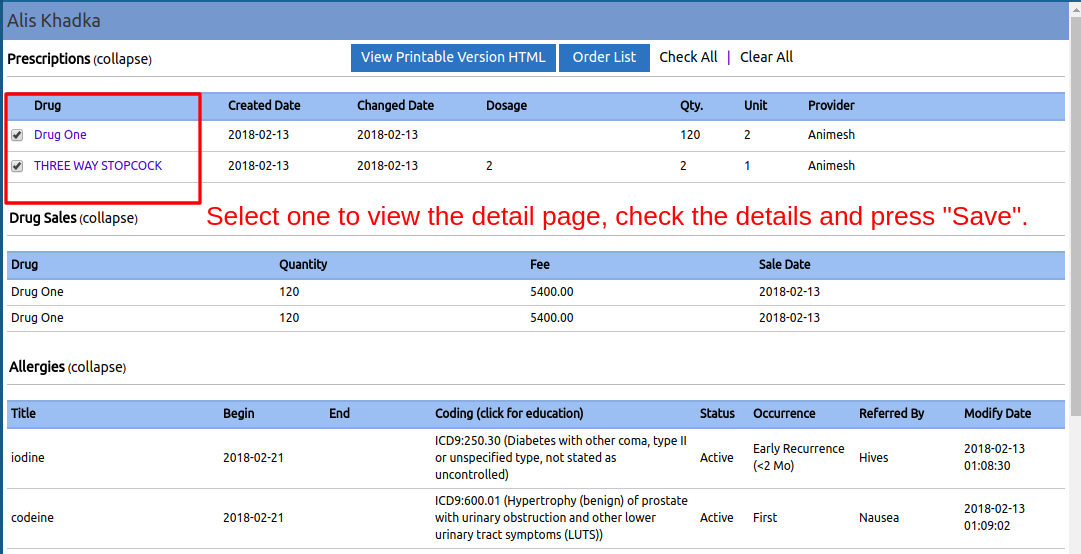 Alis Khadka
Prescriptions (collapse) View Printable Version HTML Order List Check All | Clear All
Drug Created Date Changed Date Dosage Qty. Unit Provider
Drug One 2018-02-13 2018-02-13 120 2 Animesh
THREE WAY STOPCOCK 2018-02-13 2018-02-13 2 2 1 Animesh
Select one to view the detail page, check the details and press "Save".
Drug Sales (collapse)
Drug Quantity Fee Sale Date
Drug One 120 5400.00 2018-02-13
Drug One 120 5400.00 2018-02-13
Allergies (collapse)
Title Begin End Coding (click for education) Status Occurrence Referred By Modify Date
iodine 2018-02-21 ICD9:250.30 (Diabetes with other coma, type II
or unspecified type, not stated as
uncontrolled) Active Early Recurrence
(<2 Mo) Hives 2018-02-13
01:08:30
codeine 2018-02-21 ICD9:600.01 (Hypertrophy (benign) of prostate
with urinary obstruction and other lower
urinary tract symptoms (LUTS)) Active First Nausea 2018-02-13
01:09:02